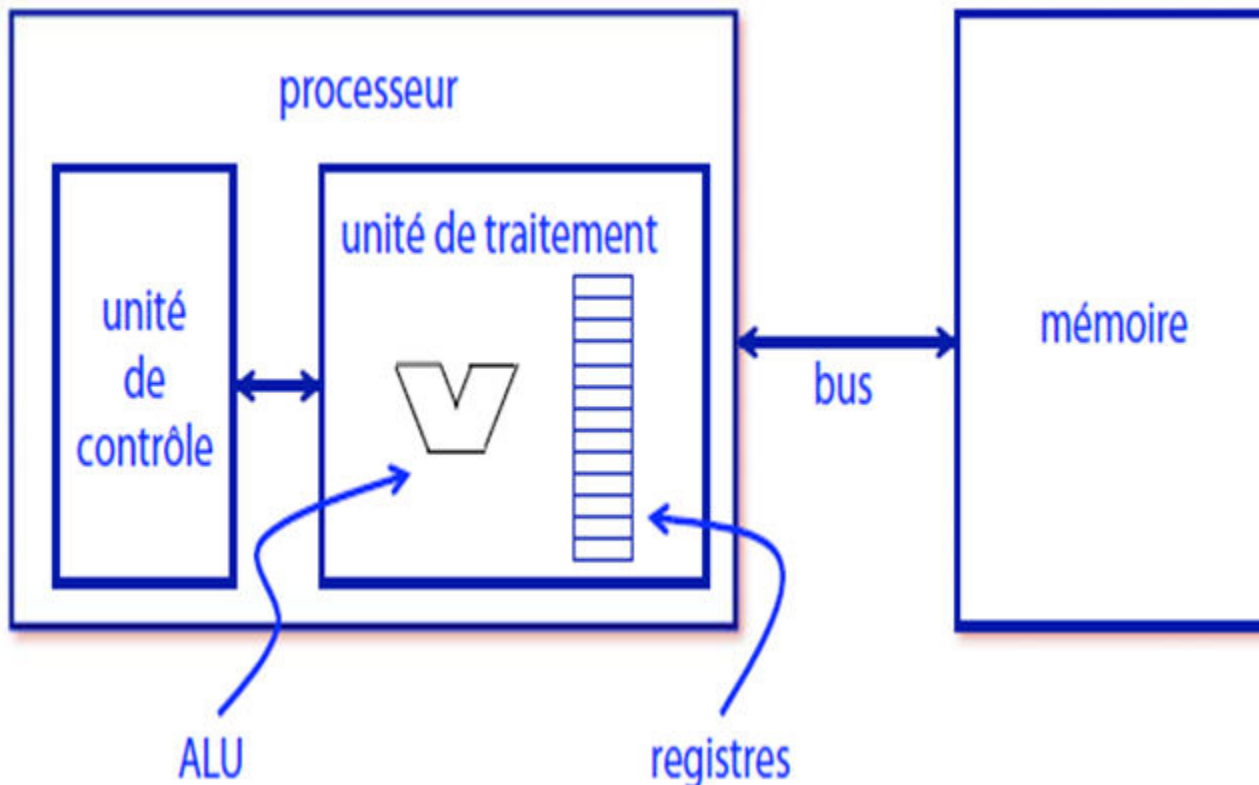 processeur
unité de traitement
unité
de
contrôle
bus
mémoire
ALU
registres